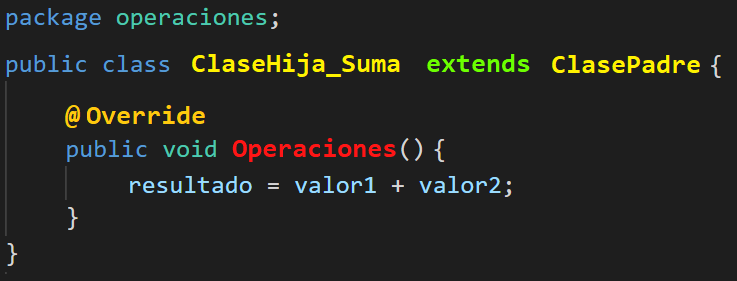 package operaciones;
public class ClaseHija_Suma extends ClasePadre {
@Override
public void Operaciones() {
resultado = valor1 + valor2;
}
}